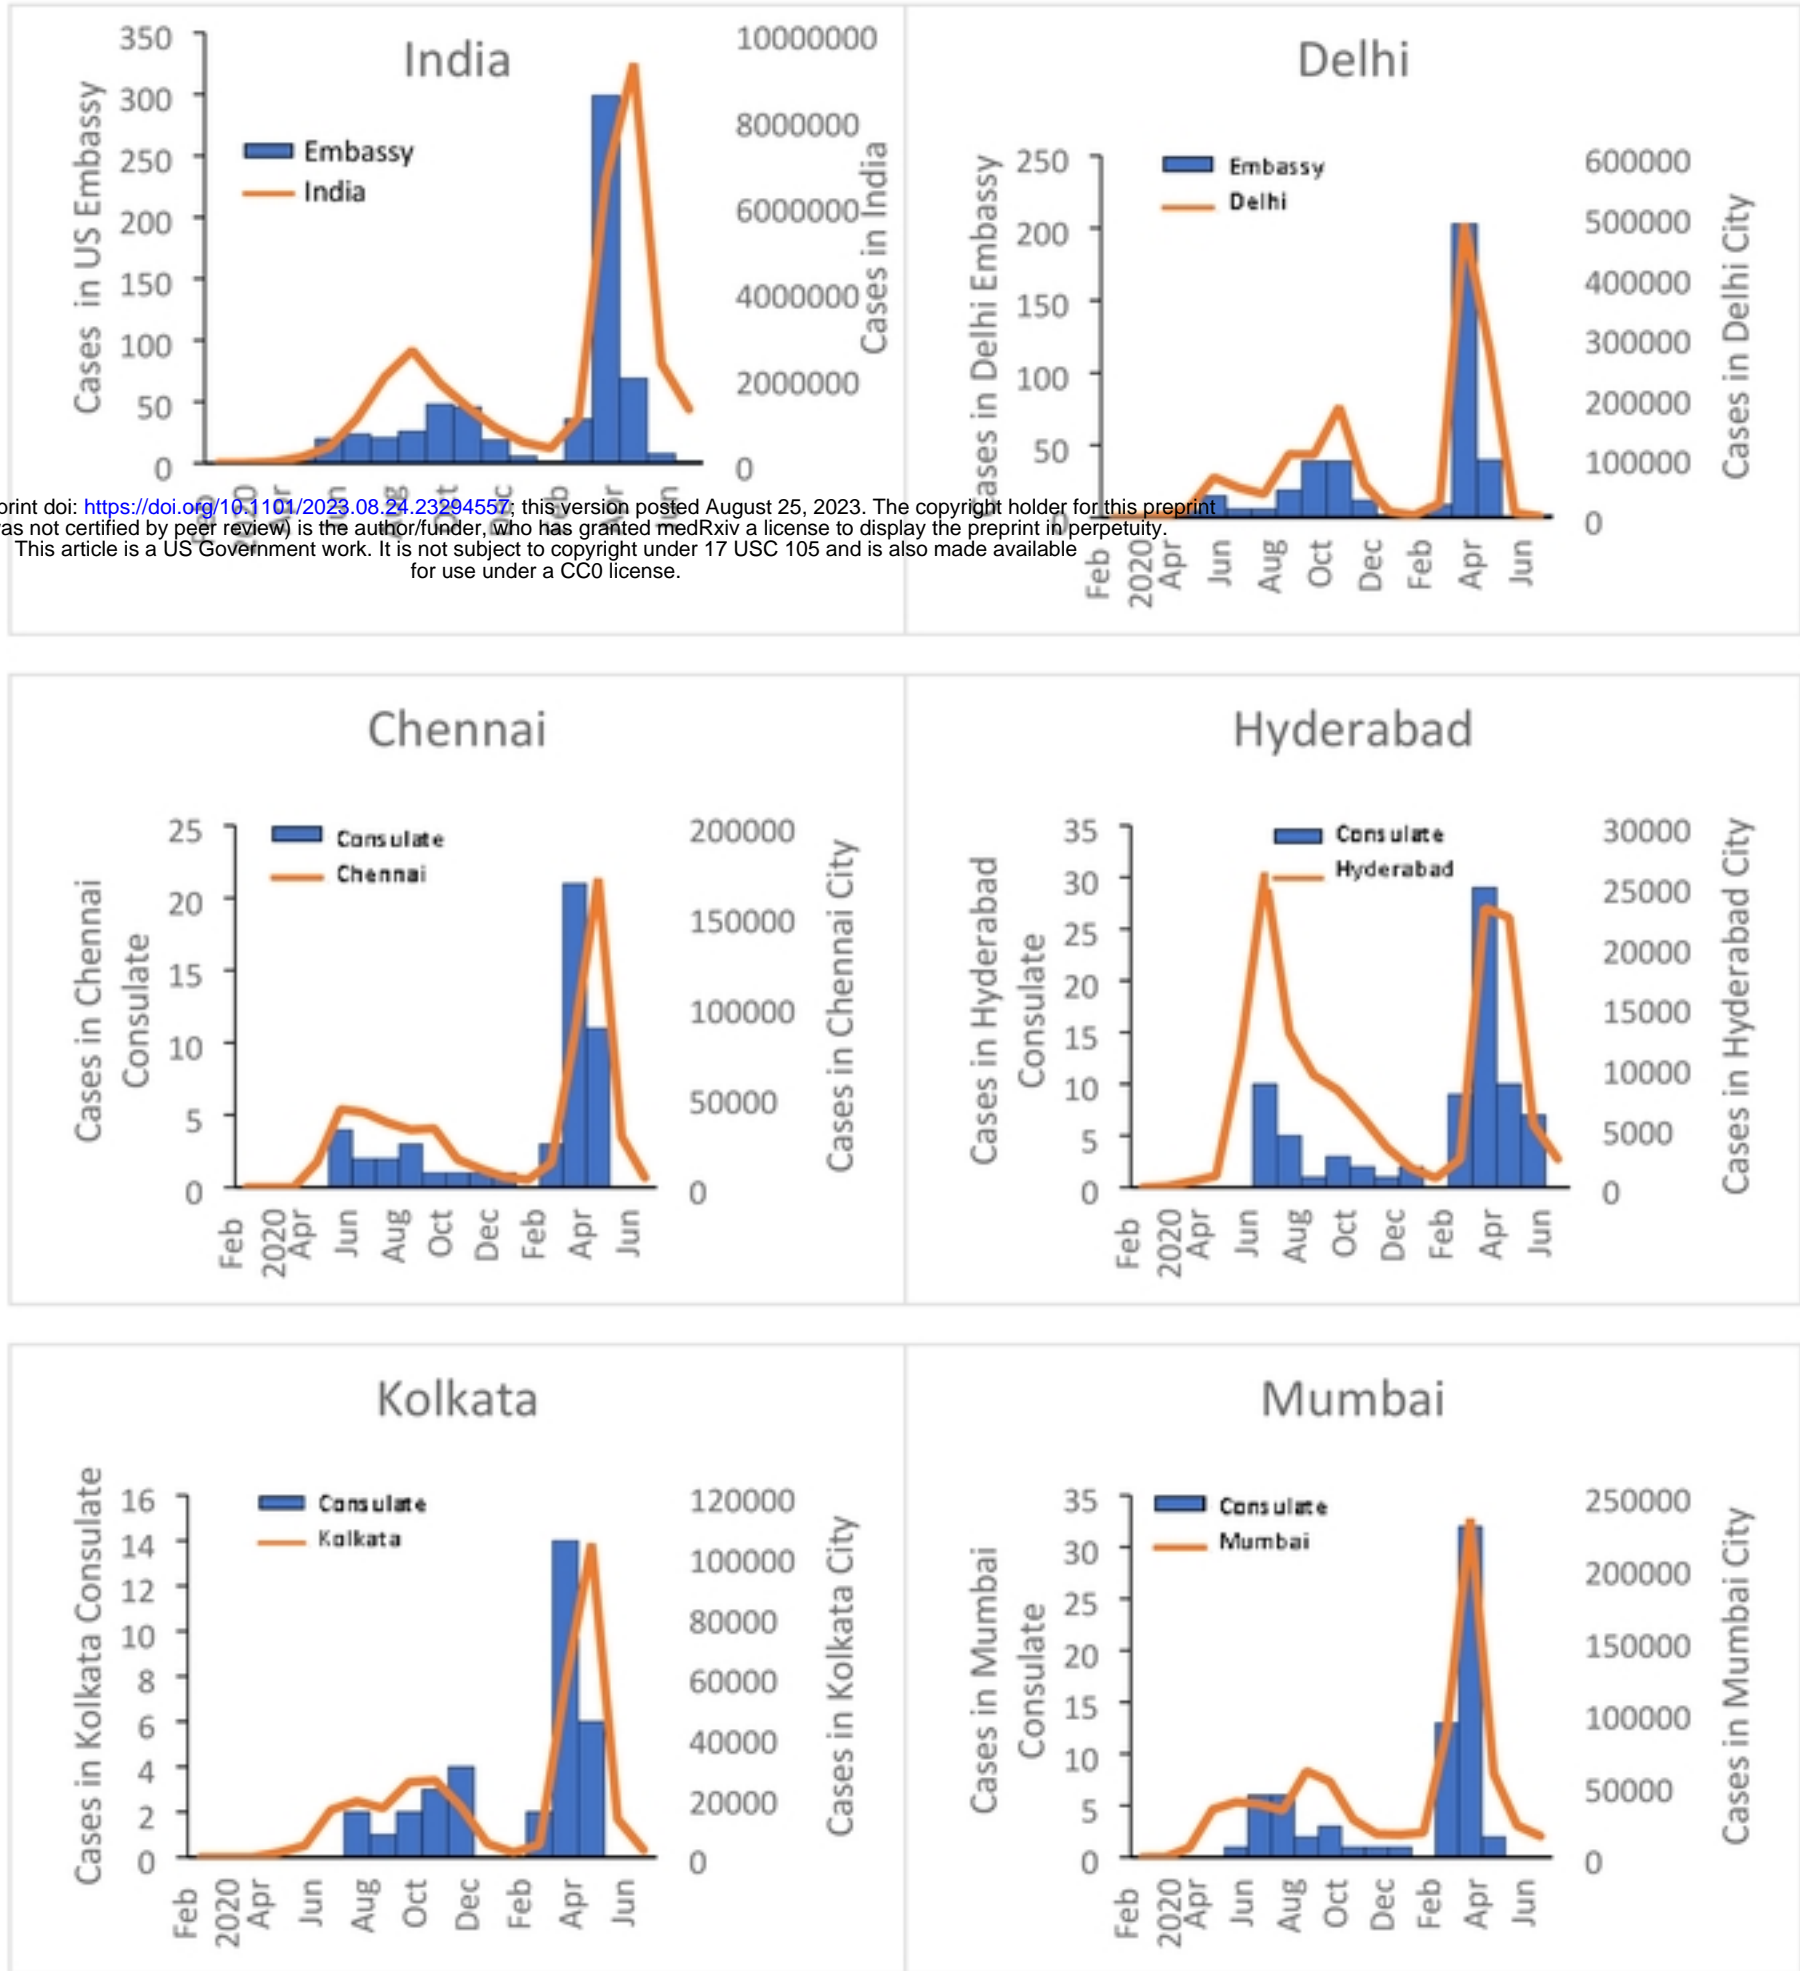 India
Cases in US Embassy
350
300
250
200
150
100
50
0
Embassy
India
10000000
8000000
6000000
4000000
2000000
0
Cases in India
Feb
2020
Apr
Jun
Aug
Oct
Dec
Feb
Apr
Jun
Delhi
Cases in Delhi Embassy
250
200
150
100
50
0
Embassy
Delhi
600000
500000
400000
300000
200000
100000
0
Cases in Delhi City
Feb
2020
Apr
Jun
Aug
Oct
Dec
Feb
Apr
Jun
rint doi: https://doi.org/10.1101/2023.08.24.23294557; this version posted August 25, 2023. The copyright holder for this preprint
as not certified by peer review) is the author/funder, who has granted medRxiv a license to display the preprint in perpetuity.
This article is a US Government work. It is not subject to copyright under 17 USC 105 and is also made available
for use under a CC0 license.
Chennai
Cases in Chennai
Consulate
25
20
15
10
5
0
Consulate
Chennai
200000
150000
100000
50000
0
Cases in Chennai City
Feb
2020
Apr
Jun
Aug
Oct
Dec
Feb
Apr
Jun
Hyderabad
Cases in Hyderabad
Consulate
35
30
25
20
15
10
5
0
Consulate
Hyderabad
30000
25000
20000
15000
10000
5000
0
Cases in Hyderabad City
Feb
2020
Apr
Jun
Aug
Oct
Dec
Feb
Apr
Jun
Kolkata
Cases in Kolkata Consulate
16
14
12
10
8
6
4
2
0
Consulate
Kolkata
120000
100000
80000
60000
40000
20000
0
Cases in Kolkata City
Feb
2020
Apr
Jun
Aug
Oct
Dec
Feb
Apr
Jun
Mumbai
Cases in Mumbai
Consulate
35
30
25
20
15
10
5
0
Consulate
Mumbai
250000
200000
150000
100000
50000
0
Cases in Mumbai City
Feb
2020
Apr
Jun
Aug
Oct
Dec
Feb
Apr
Jun